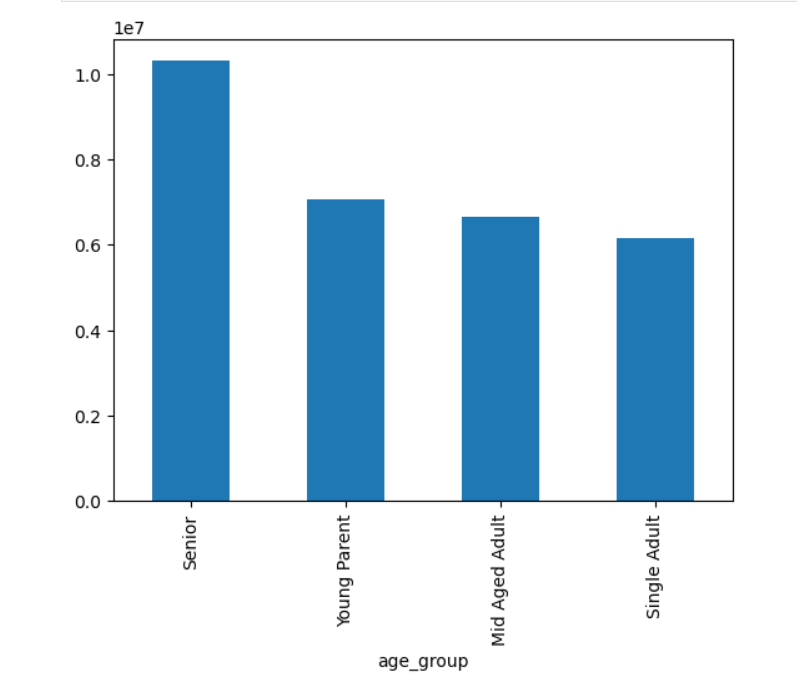 1e7
1.0
0.8
0.6
0.4
0.2
0.0
Senior
Young Parent
Mid Aged Adult
Single Adult
age_group